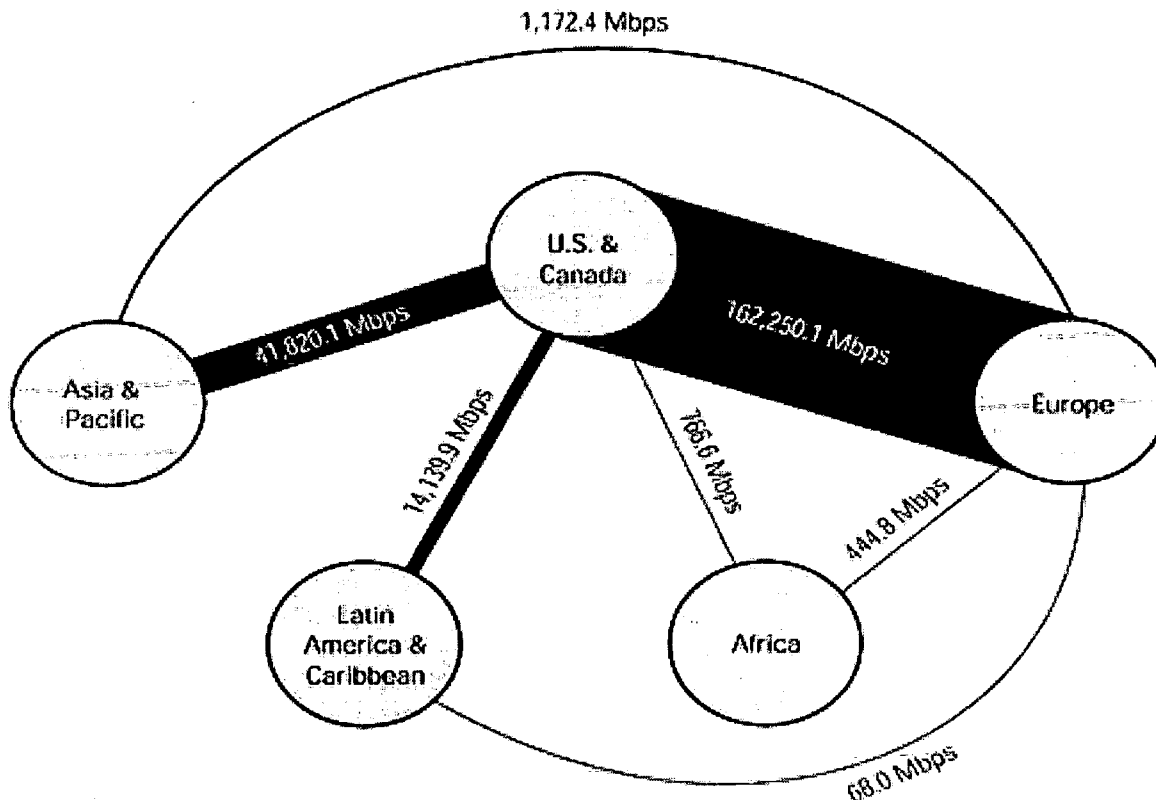 1,172.4 Mbps
U.S. &
Canada
41,820.1 Mbps
162,250.1 Mbps
Asia &
Pacific
Europe
14,139.9 Mbps
766.6 Mbps
444.8 Mbps
Latin
America &
Caribbean
Africa
68.0 Mbps